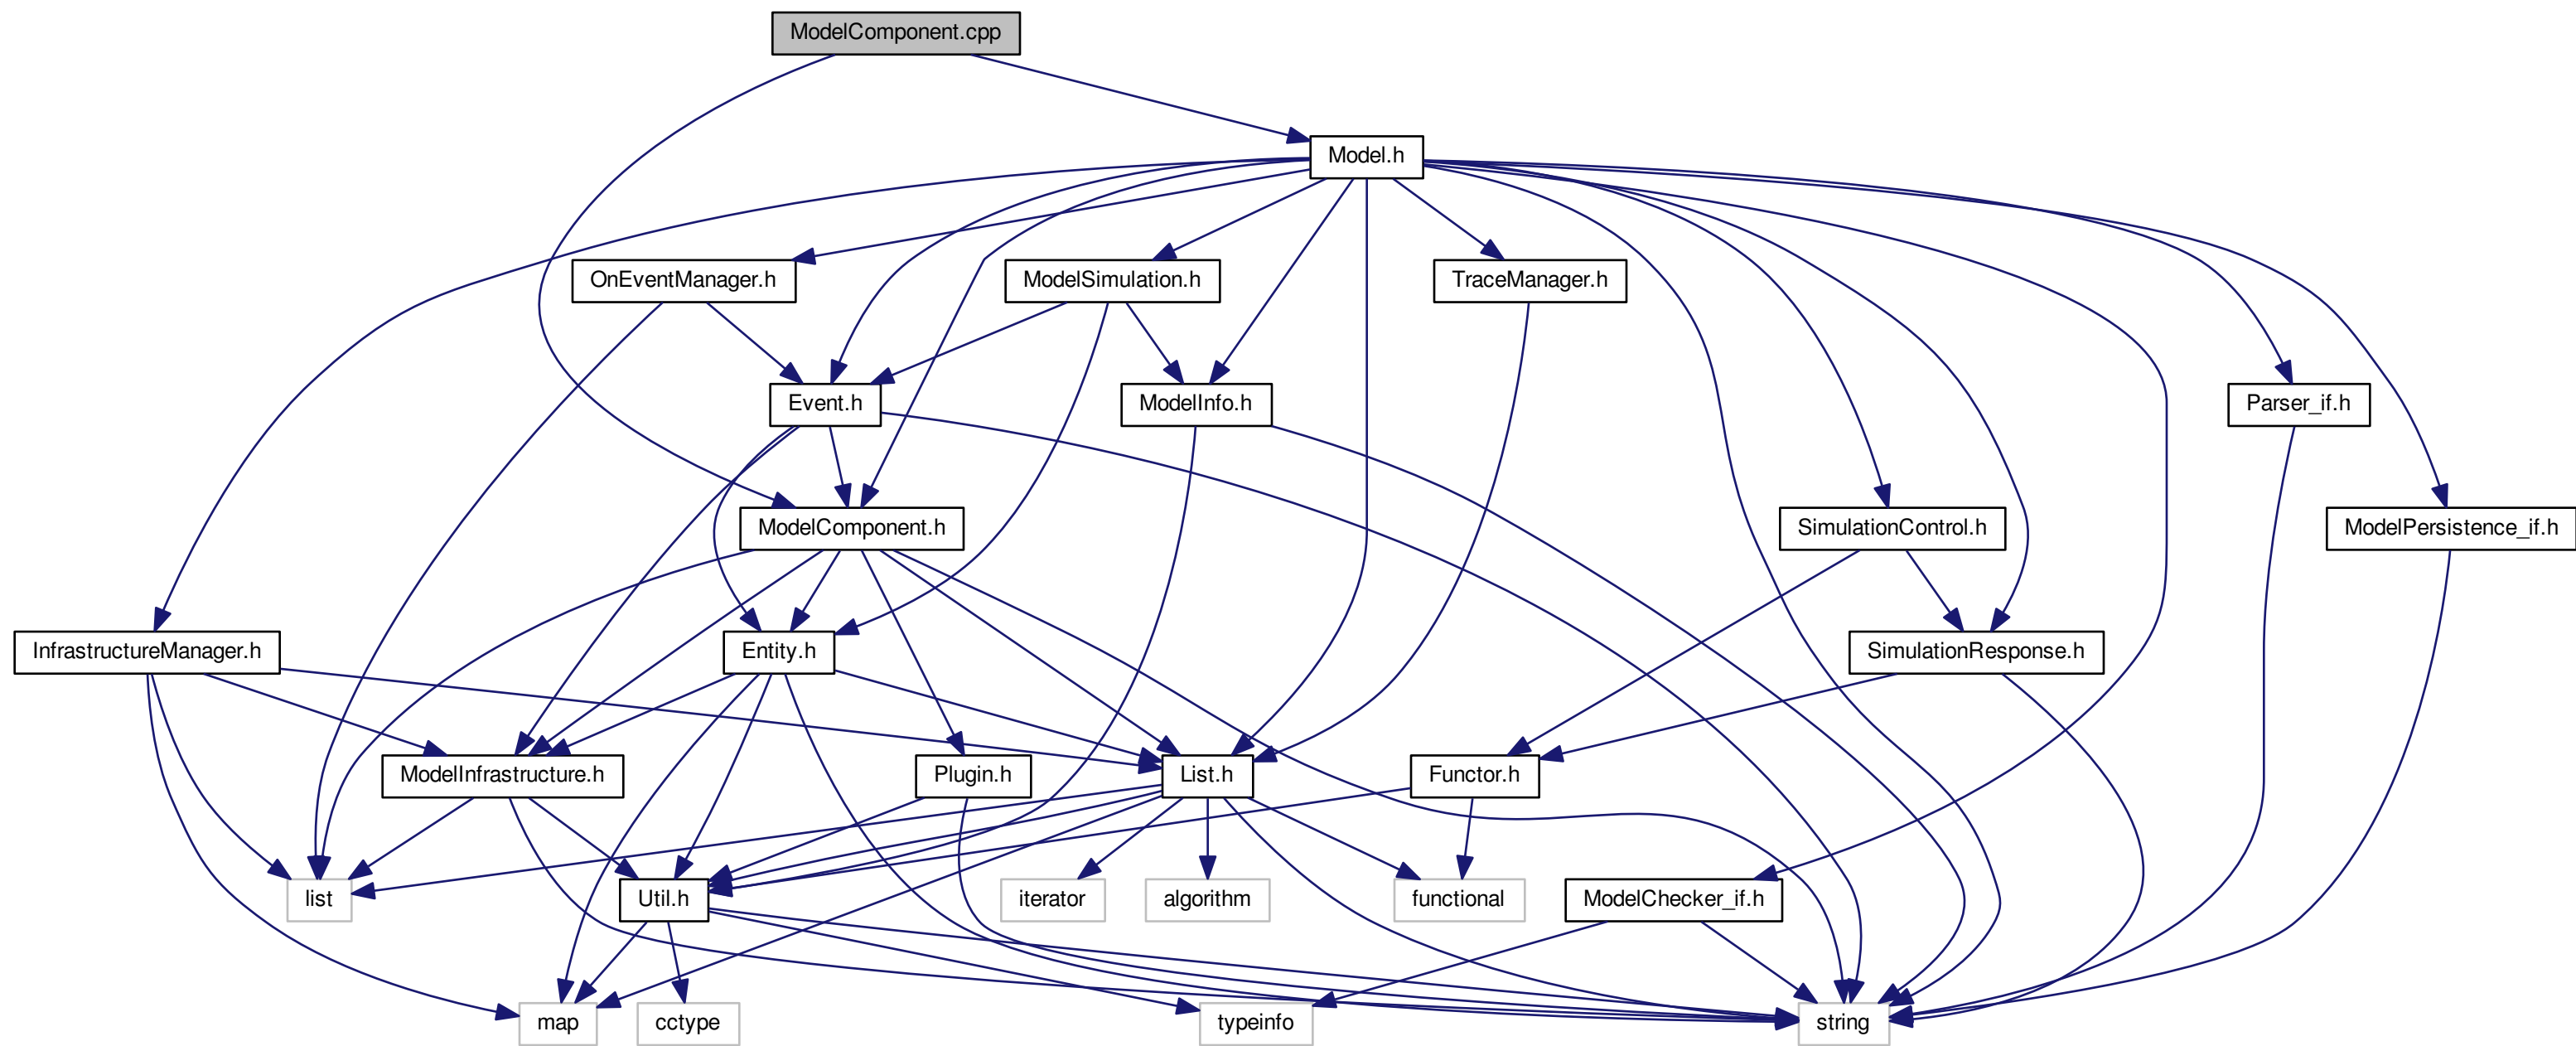 ModelComponent.cpp
Model.h
OnEventManager.h
ModelSimulation.h
TraceManager.h
Event.h
ModelInfo.h
Parser_if.h
ModelComponent.h
SimulationControl.h
ModelPersistence_if.h
InfrastructureManager.h
Entity.h
SimulationResponse.h
ModelInfrastructure.h
Plugin.h
List.h
Functor.h
list
Util.h
iterator
algorithm
functional
ModelChecker_if.h
map
cctype
typeinfo
string